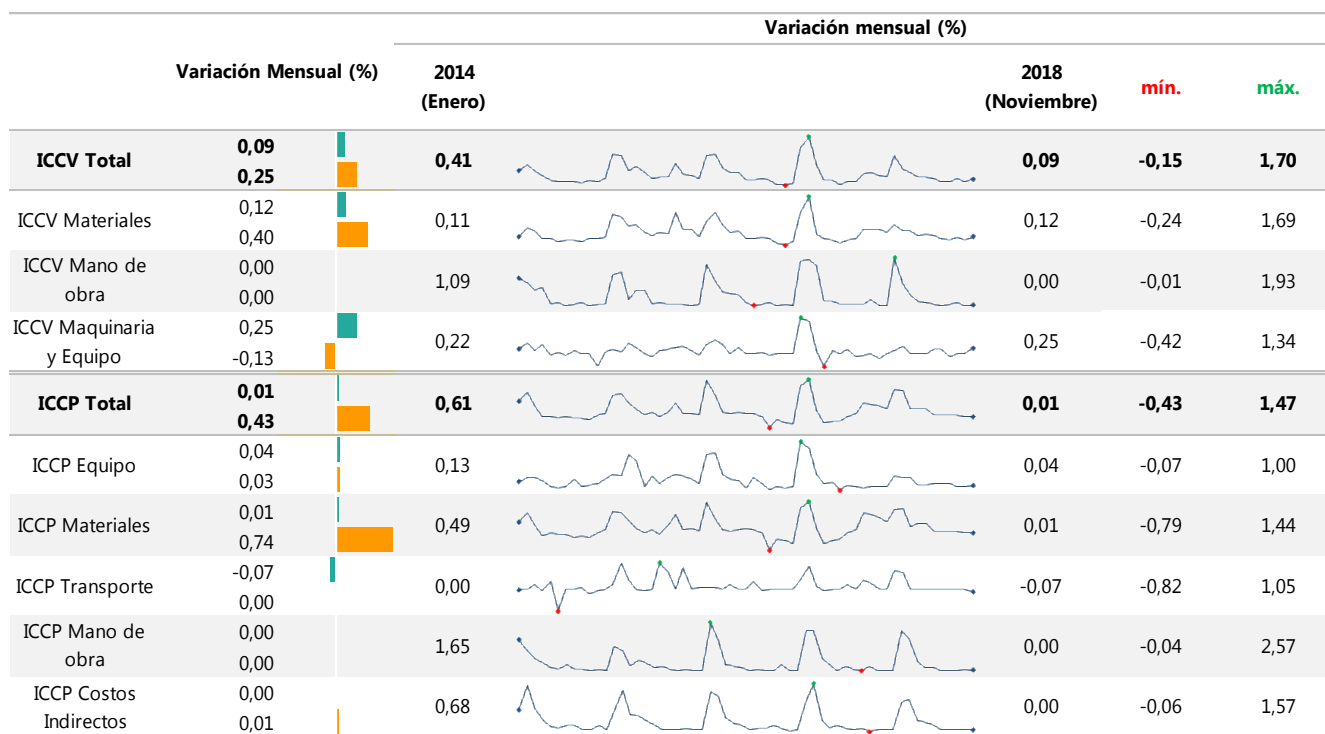 Variación mensual (%)
Variación Mensual (%) 2014 (Enero) 2018 (Noviembre) mín. máx.
ICCV Total 0,09 0,25 0,41 0,09 -0,15 1,70
ICCV Materiales 0,12 0,40 0,11 0,12 -0,24 1,69
ICCV Mano de obra 0,00 0,00 1,09 0,00 -0,01 1,93
ICCV Maquinaria y Equipo 0,25 -0,13 0,22 0,25 -0,42 1,34
ICCP Total 0,01 0,43 0,61 0,01 -0,43 1,47
ICCP Equipo 0,04 0,03 0,13 0,04 -0,07 1,00
ICCP Materiales 0,01 0,74 0,49 0,01 -0,79 1,44
ICCP Transporte -0,07 0,00 0,00 -0,07 -0,82 1,05
ICCP Mano de obra 0,00 0,00 1,65 0,00 -0,04 2,57
ICCP Costos Indirectos 0,00 0,01 0,68 0,00 -0,06 1,57